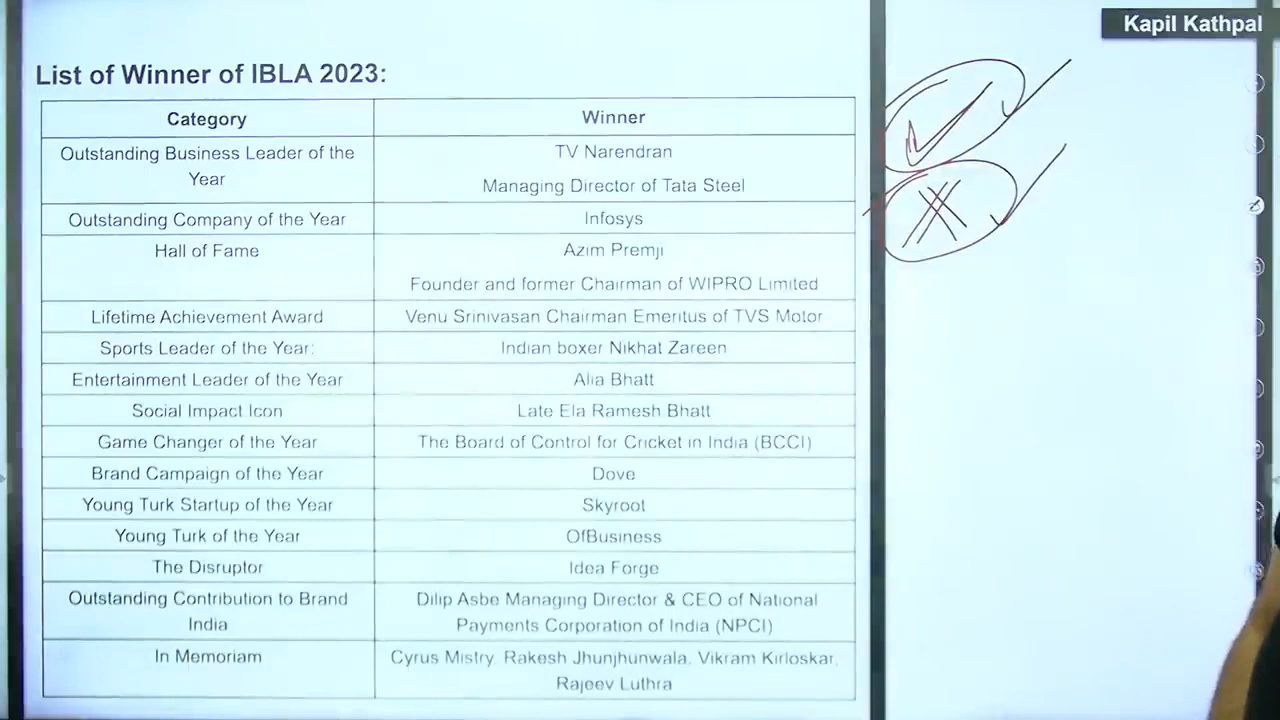 Kapil Kathpal
List of Winner of IBLA 2023:
Category Winner
Outstanding Business Leader of the Year TV Narendran
Managing Director of Tata Steel
Outstanding Company of the Year Infosys
Hall of Fame Azim Premji
Founder and former Chairman of WIPRO Limited
Lifetime Achievement Award Venu Srinivasan Chairman Emeritus of TVS Motor
Sports Leader of the Year: Indian boxer Nikhat Zareen
Entertainment Leader of the Year Alia Bhatt
Social Impact Icon Late Ela Ramesh Bhatt
Game Changer of the Year The Board of Control for Cricket in India (BCCI)
Brand Campaign of the Year Dove
Young Turk Startup of the Year Skyroot
Young Turk of the Year OfBusiness
The Disruptor Idea Forge
Outstanding Contribution to Brand India Dilip Asbe Managing Director & CEO of National
Payments Corporation of India (NPCI)
In Memoriam Cyrus Mistry, Rakesh Jhunjhunwala, Vikram Kirloskar,
Rajeev Luthra